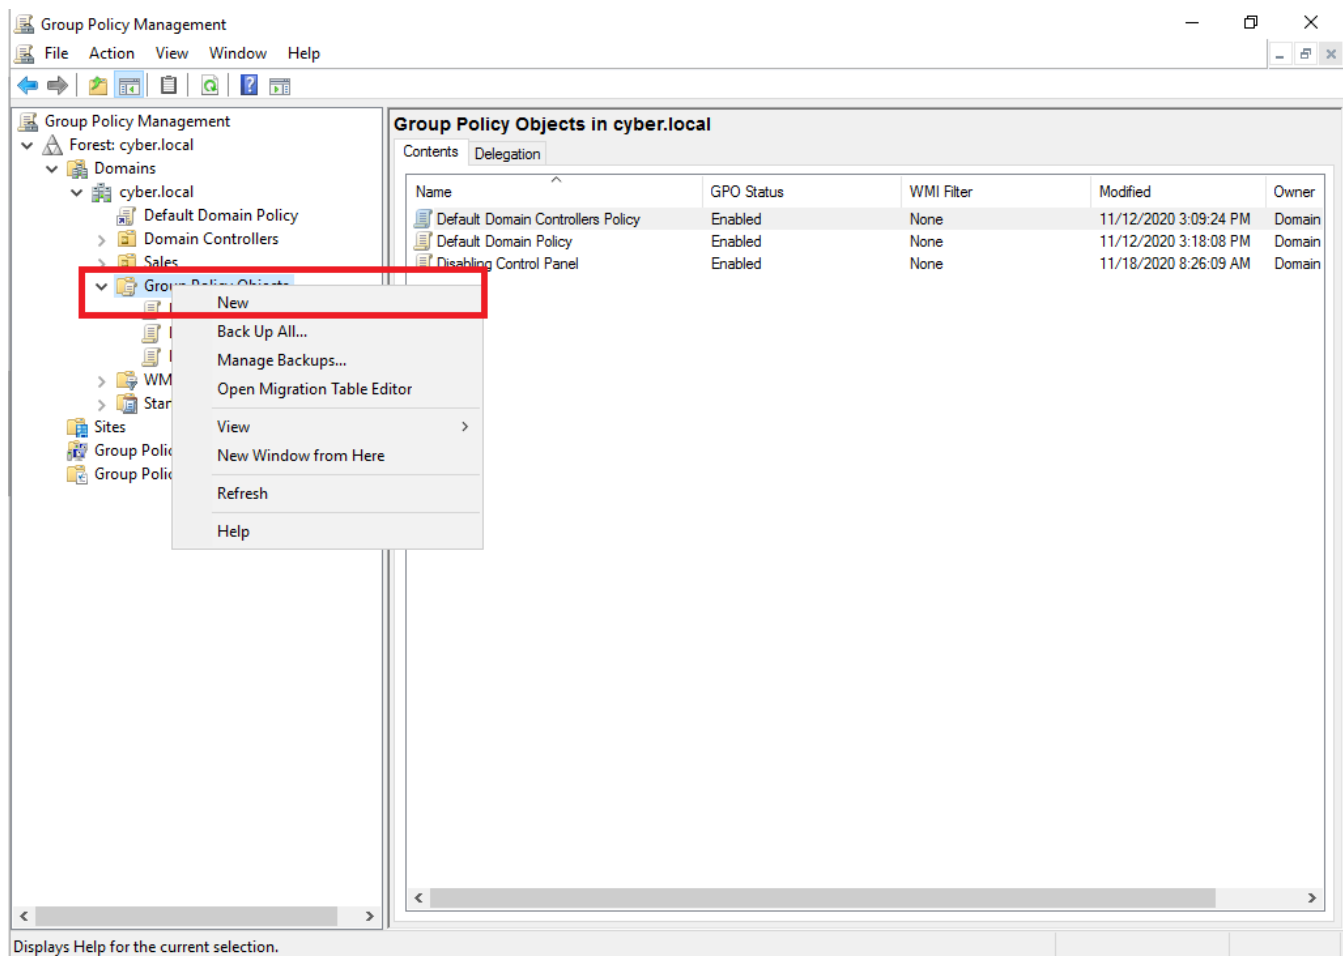 Group Policy Management
File Action View Window Help
Group Policy Management
Forest: cyber.local
Domains
cyber.local
Default Domain Policy
Domain Controllers
Sales
Group Policy Objects
WM
Star
Sites
Group Polic
Group Polic
New
Back Up All...
Manage Backups...
Open Migration Table Editor
View
New Window from Here
Refresh
Help
Group Policy Objects in cyber.local
Contents Delegation
Name GPO Status WMI Filter Modified Owner
Default Domain Controllers Policy Enabled None 11/12/2020 3:09:24 PM Domain
Default Domain Policy Enabled None 11/12/2020 3:18:08 PM Domain
Disabling Control Panel Enabled None 11/18/2020 8:26:09 AM Domain
Displays Help for the current selection.